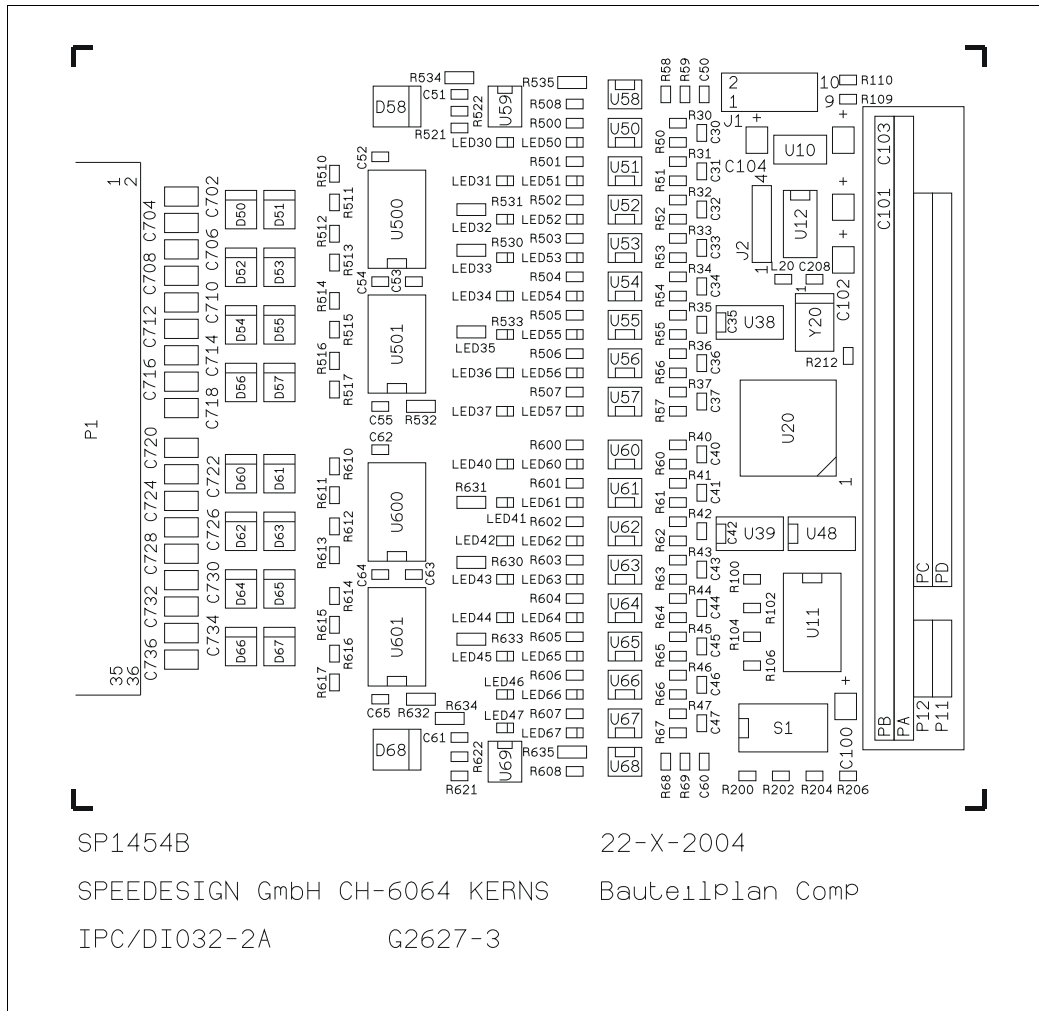 R534
D58
C51
R522
R521
U59
R535
R508
R500
U58
R58
R59
C50
2
10
1
9
R110
R109
J1
LED30
LED50
U50
R50
R30
C30
+
C104
U10
+
C103
C52
R510
R501
U51
R31
R51
C31
4
1
2
C702
C704
D50
D51
R511
U500
LED31
LED51
R531
R502
U52
R32
R52
C32
U12
+
C101
R512
LED32
LED52
R503
U53
R33
R53
C33
J2
1
+
C706
C708
D52
D53
R513
R530
LED33
LED53
R504
U54
R34
R54
C34
L20
C208
C102
C54
C53
C710
R514
LED34
LED54
R505
U55
R35
R55
C35
U38
1
Y20
C712
D54
D55
R515
U501
R533
LED35
LED55
R506
U56
R36
R56
C36
R212
C714
C716
R516
LED36
LED56
R507
U57
R37
R57
C37
D56
D57
R517
C718
C55
R532
LED37
LED57
U20
1
P1
C720
C62
R600
U60
R40
R60
C40
C722
D60
D61
R610
LED40
LED60
R601
U61
R41
R61
C41
C724
R611
U600
R631
LED41
LED61
R602
U62
R42
R62
C42
U39
U48
C726
D62
D63
R612
LED42
LED62
R603
U63
R43
R63
C43
C728
R613
R630
LED43
LED63
R100
PC
PD
C64
C63
C730
D64
D65
R614
R604
U64
R44
R64
C44
R102
U11
C732
R615
U601
LED44
LED64
R605
U65
R45
R65
C45
R104
C734
R633
R616
LED45
LED65
R606
U66
R46
R66
C46
R106
C736
D66
D67
35
36
R617
LED46
LED66
R607
U67
R47
R67
C47
+
C100
C65
R632
R634
LED47
LED67
S1
PB
PA
P12
P11
D68
C61
R622
R621
U69
R635
R608
U68
R68
R69
C60
R200
R202
R204
R206
SP1454B
22-X-2004
SPEEDESIGN GmbH CH-6064 KERNS
Bauteilplan Comp
IPC/DIO32-2A
G2627-3